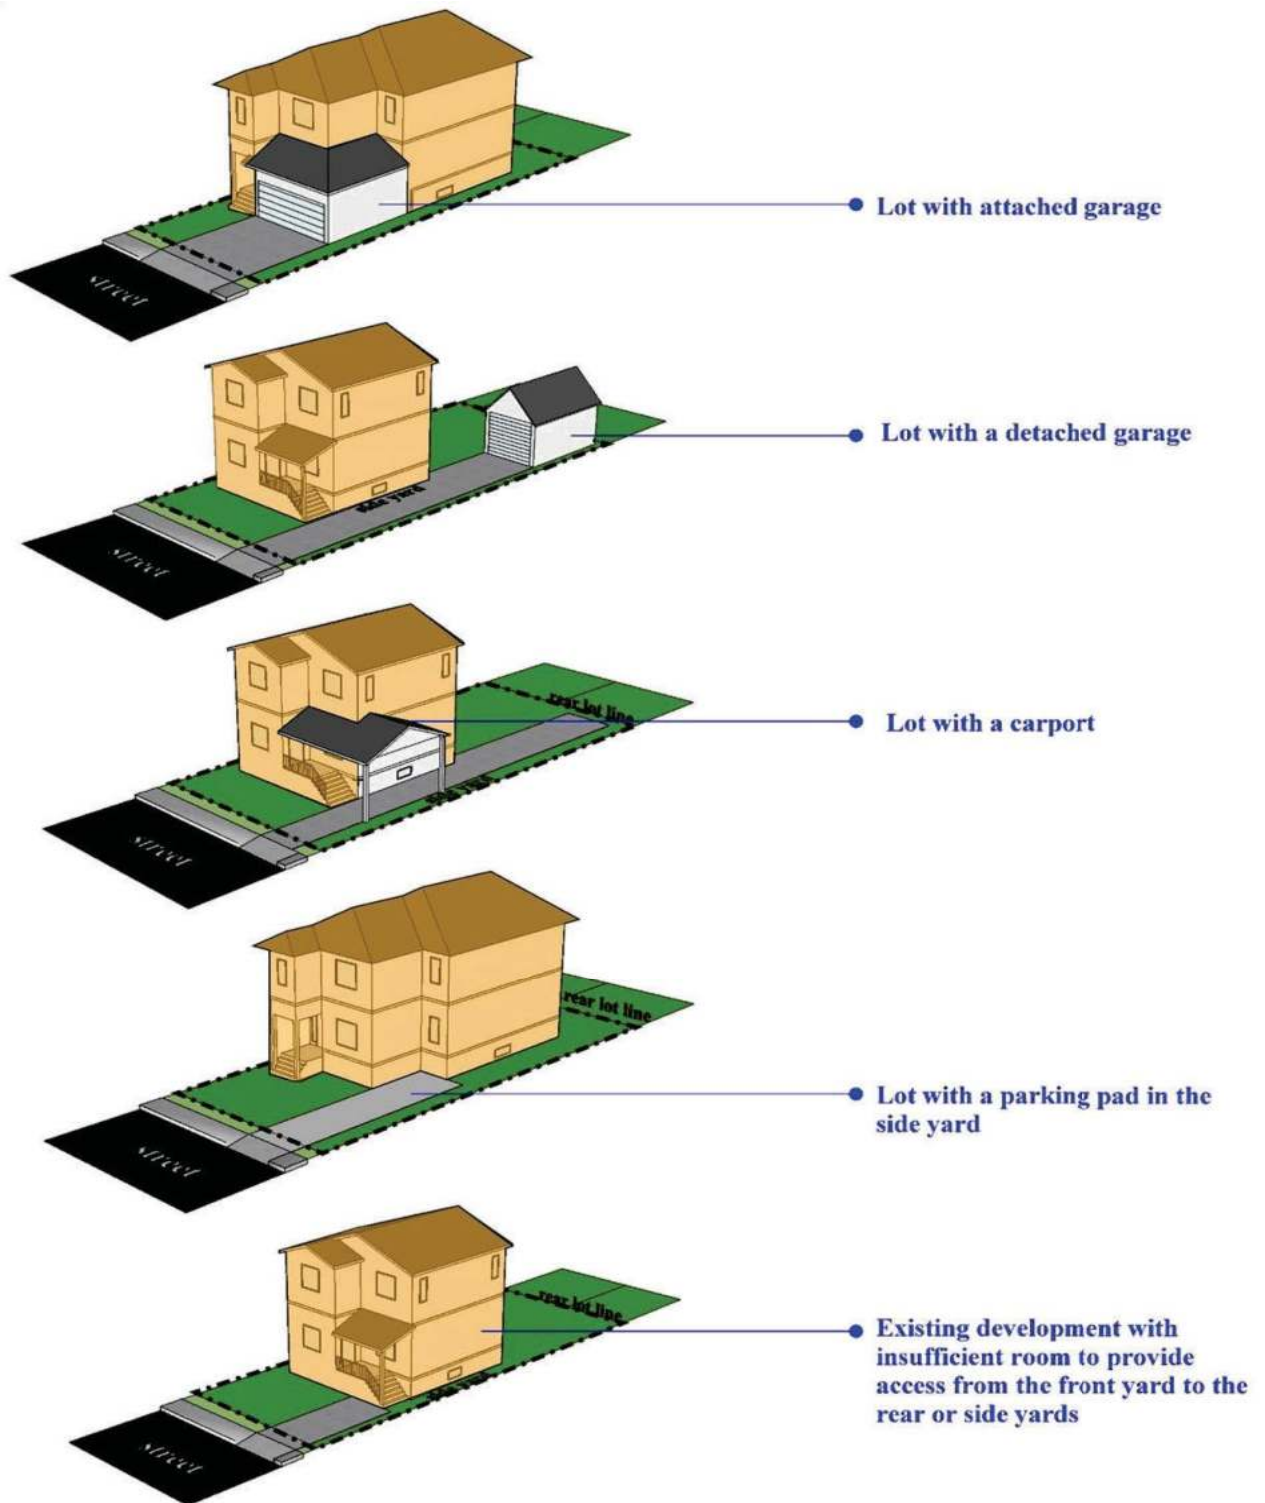 street
Lot with attached garage
side yard
street
Lot with a detached garage
rear lot line
street
Lot with a carport
rear lot line
street
Lot with a parking pad in the
side yard
rear lot line
street
Existing development with
insufficient room to provide
access from the front yard to the
rear or side yards